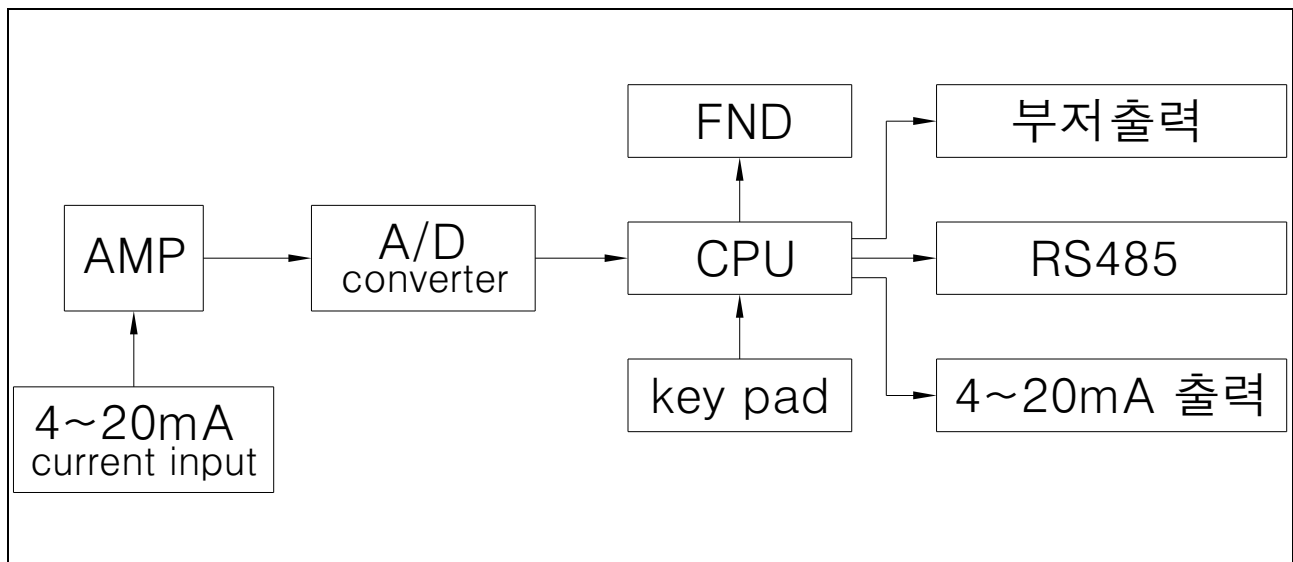 FND
부저출력
AMP
A/D
converter
CPU
RS485
4~20mA
current input
key pad
4~20mA 출력